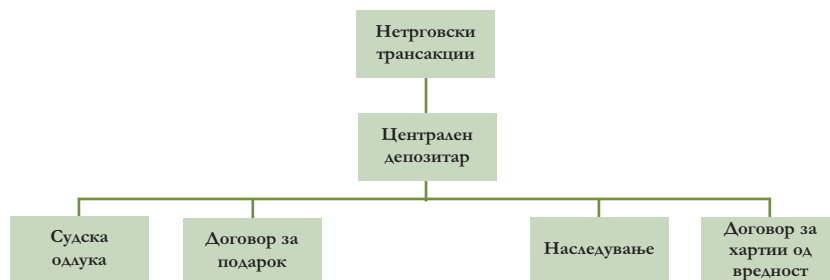 Нетрговски
трансакции
Централен
депозитар
Судска
одлука
Договор за
подарок
Наследување
Договор за
хартии од
вредност